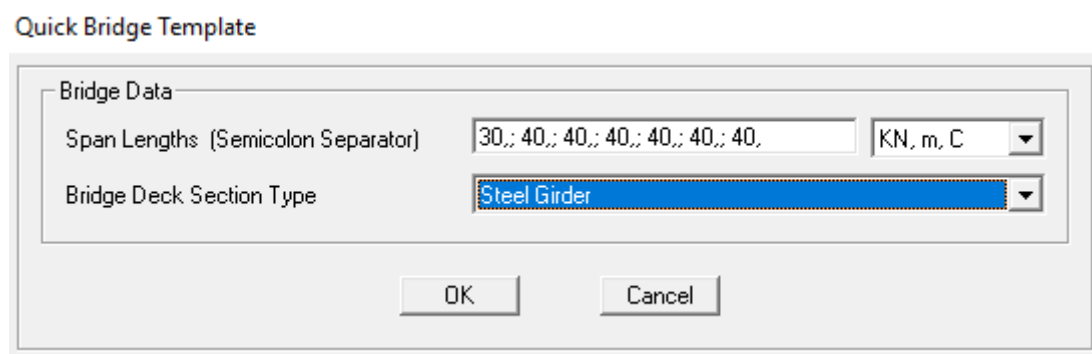 Quick Bridge Template
Bridge Data
Span Lengths (Semicolon Separator) 30,; 40,; 40,; 40,; 40,; 40,; 40, KN, m, C
Bridge Deck Section Type Steel Girder
OK Cancel